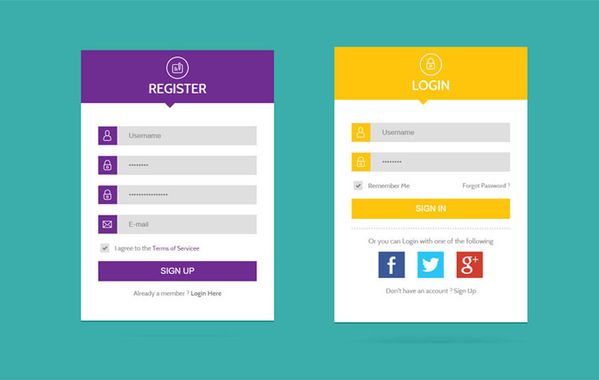 REGISTER
Username
••••••••
••••••••••••••••
E-mail
I agree to the Terms of Servicee
SIGN UP
Already a member ? Login Here
LOGIN
Username
••••••••
Remember Me
Forgot Password ?
SIGN IN
Or you can Login with one of the following
f
g+
Don't have an account ? Sign Up